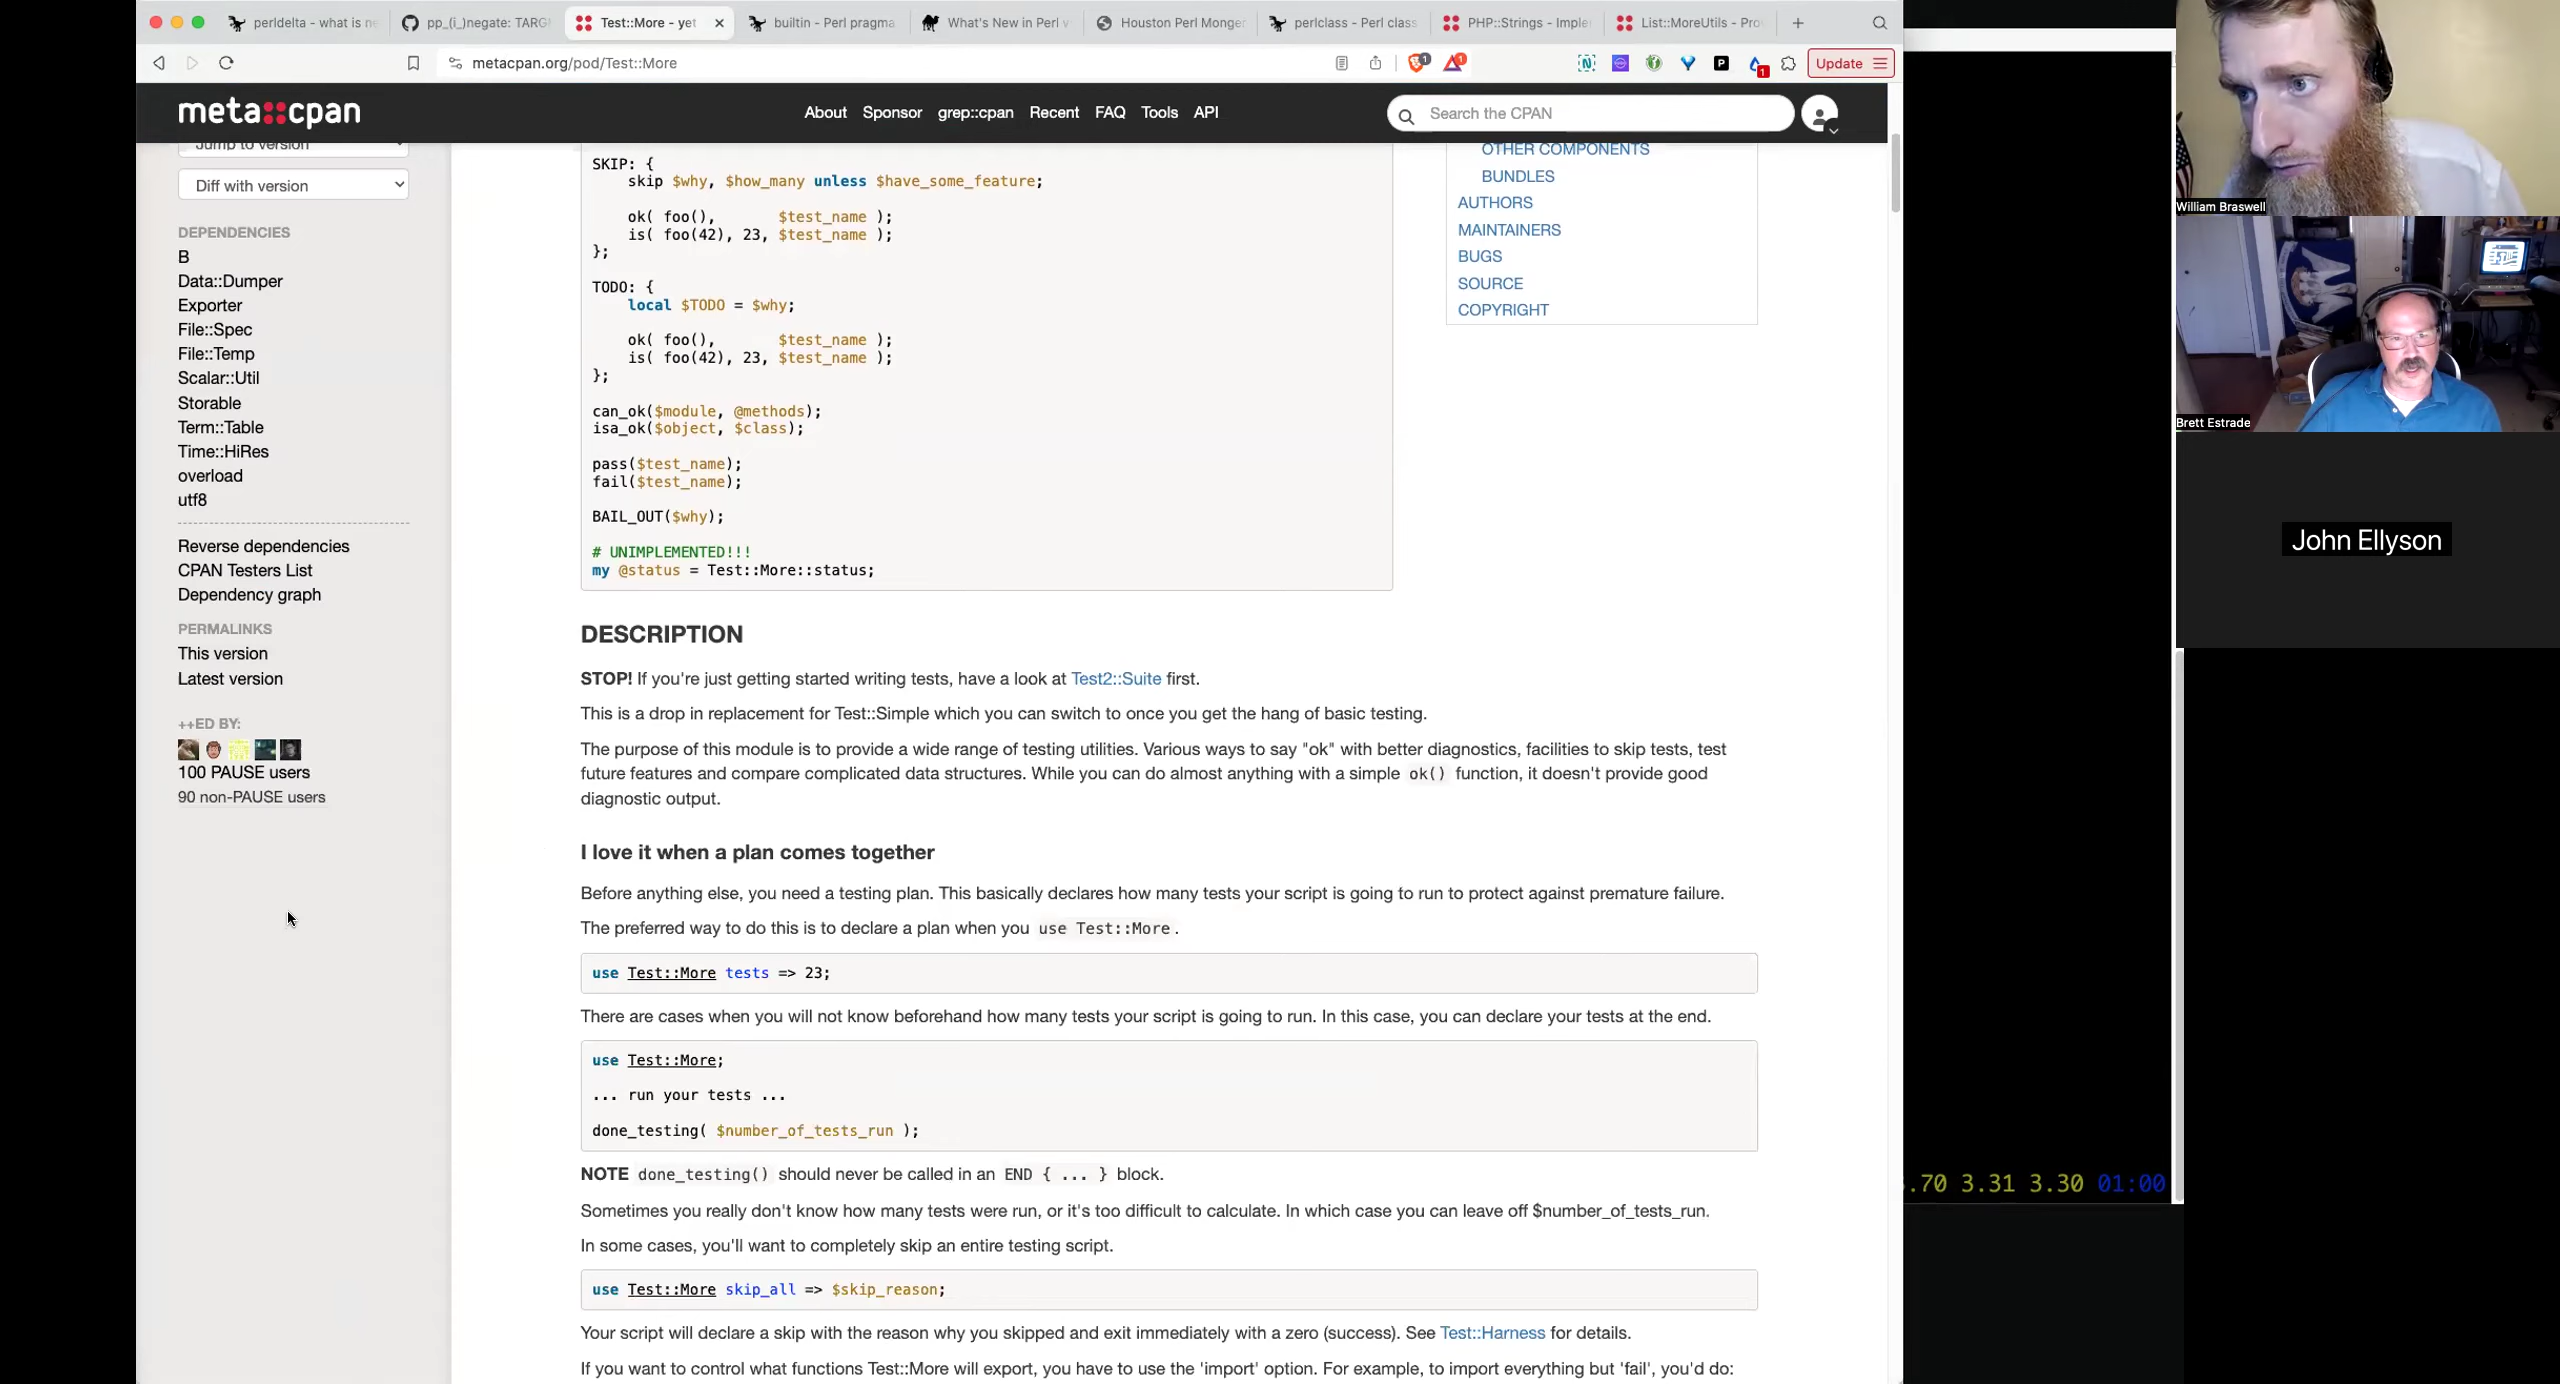 perldelta - what is n
pp_(i_)negate: TARG
Test::More - yet
builtin - Perl pragma
What's New in Perl v
Houston Perl Monger
perlclass - Perl class
PHP::Strings - Imple
List::MoreUtils - Pro
metacpan.org/pod/Test::More
1
1
1
Update
meta::cpan
About Sponsor grep::cpan Recent FAQ Tools API
Search the CPAN
Jump to version
Diff with version
DEPENDENCIES
B
Data::Dumper
Exporter
File::Spec
File::Temp
Scalar::Util
Storable
Term::Table
Time::HiRes
overload
utf8
Reverse dependencies
CPAN Testers List
Dependency graph
PERMALINKS
This version
Latest version
++ED BY:
100 PAUSE users
90 non-PAUSE users
SKIP: {
skip $why, $how_many unless $have_some_feature;
ok( foo(), $test_name );
is( foo(42), 23, $test_name );
};
TODO: {
local $TODO = $why;
ok( foo(), $test_name );
is( foo(42), 23, $test_name );
};
can_ok($module, @methods);
isa_ok($object, $class);
pass($test_name);
fail($test_name);
BAIL_OUT($why);
# UNIMPLEMENTED!!!
my @status = Test::More::status;
OTHER COMPONENTS
BUNDLES
AUTHORS
MAINTAINERS
BUGS
SOURCE
COPYRIGHT
DESCRIPTION
STOP! If you're just getting started writing tests, have a look at Test2::Suite first.
This is a drop in replacement for Test::Simple which you can switch to once you get the hang of basic testing.
The purpose of this module is to provide a wide range of testing utilities. Various ways to say "ok" with better diagnostics, facilities to skip tests, test
future features and compare complicated data structures. While you can do almost anything with a simple ok() function, it doesn't provide good
diagnostic output.
I love it when a plan comes together
Before anything else, you need a testing plan. This basically declares how many tests your script is going to run to protect against premature failure.
The preferred way to do this is to declare a plan when you use Test::More.
use Test::More tests => 23;
There are cases when you will not know beforehand how many tests your script is going to run. In this case, you can declare your tests at the end.
use Test::More;
... run your tests ...
done_testing( $number_of_tests_run );
NOTE done_testing() should never be called in an END { ... } block.
Sometimes you really don't know how many tests were run, or it's too difficult to calculate. In which case you can leave off $number_of_tests_run.
In some cases, you'll want to completely skip an entire testing script.
use Test::More skip_all => $skip_reason;
Your script will declare a skip with the reason why you skipped and exit immediately with a zero (success). See Test::Harness for details.
If you want to control what functions Test::More will export, you have to use the 'import' option. For example, to import everything but 'fail', you'd do:
.70 3.31 3.30 01:00
William Braswell
Brett Estrade
John Ellyson